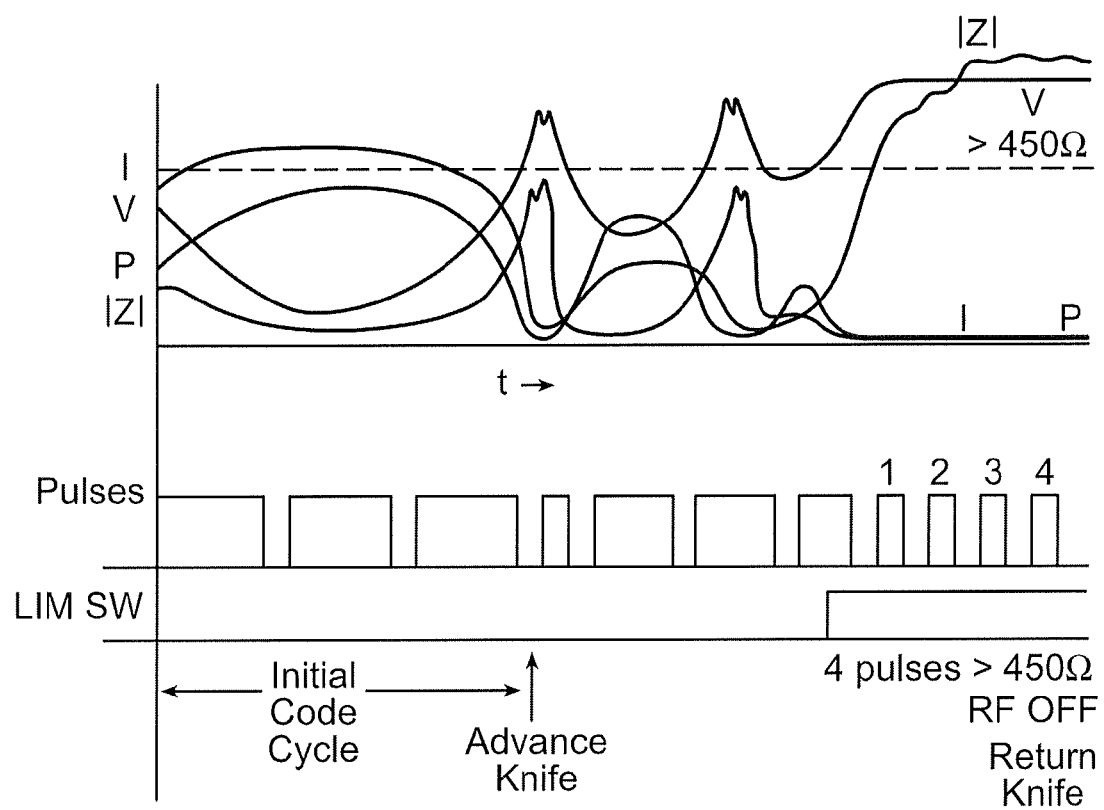 |Z|
V
> 450Ω
I
V
P
|Z|
I P
t →
Pulses
1 2 3 4
LIM SW
Initial
Code
Cycle
Advance
Knife
4 pulses > 450Ω
RF OFF
Return
Knife